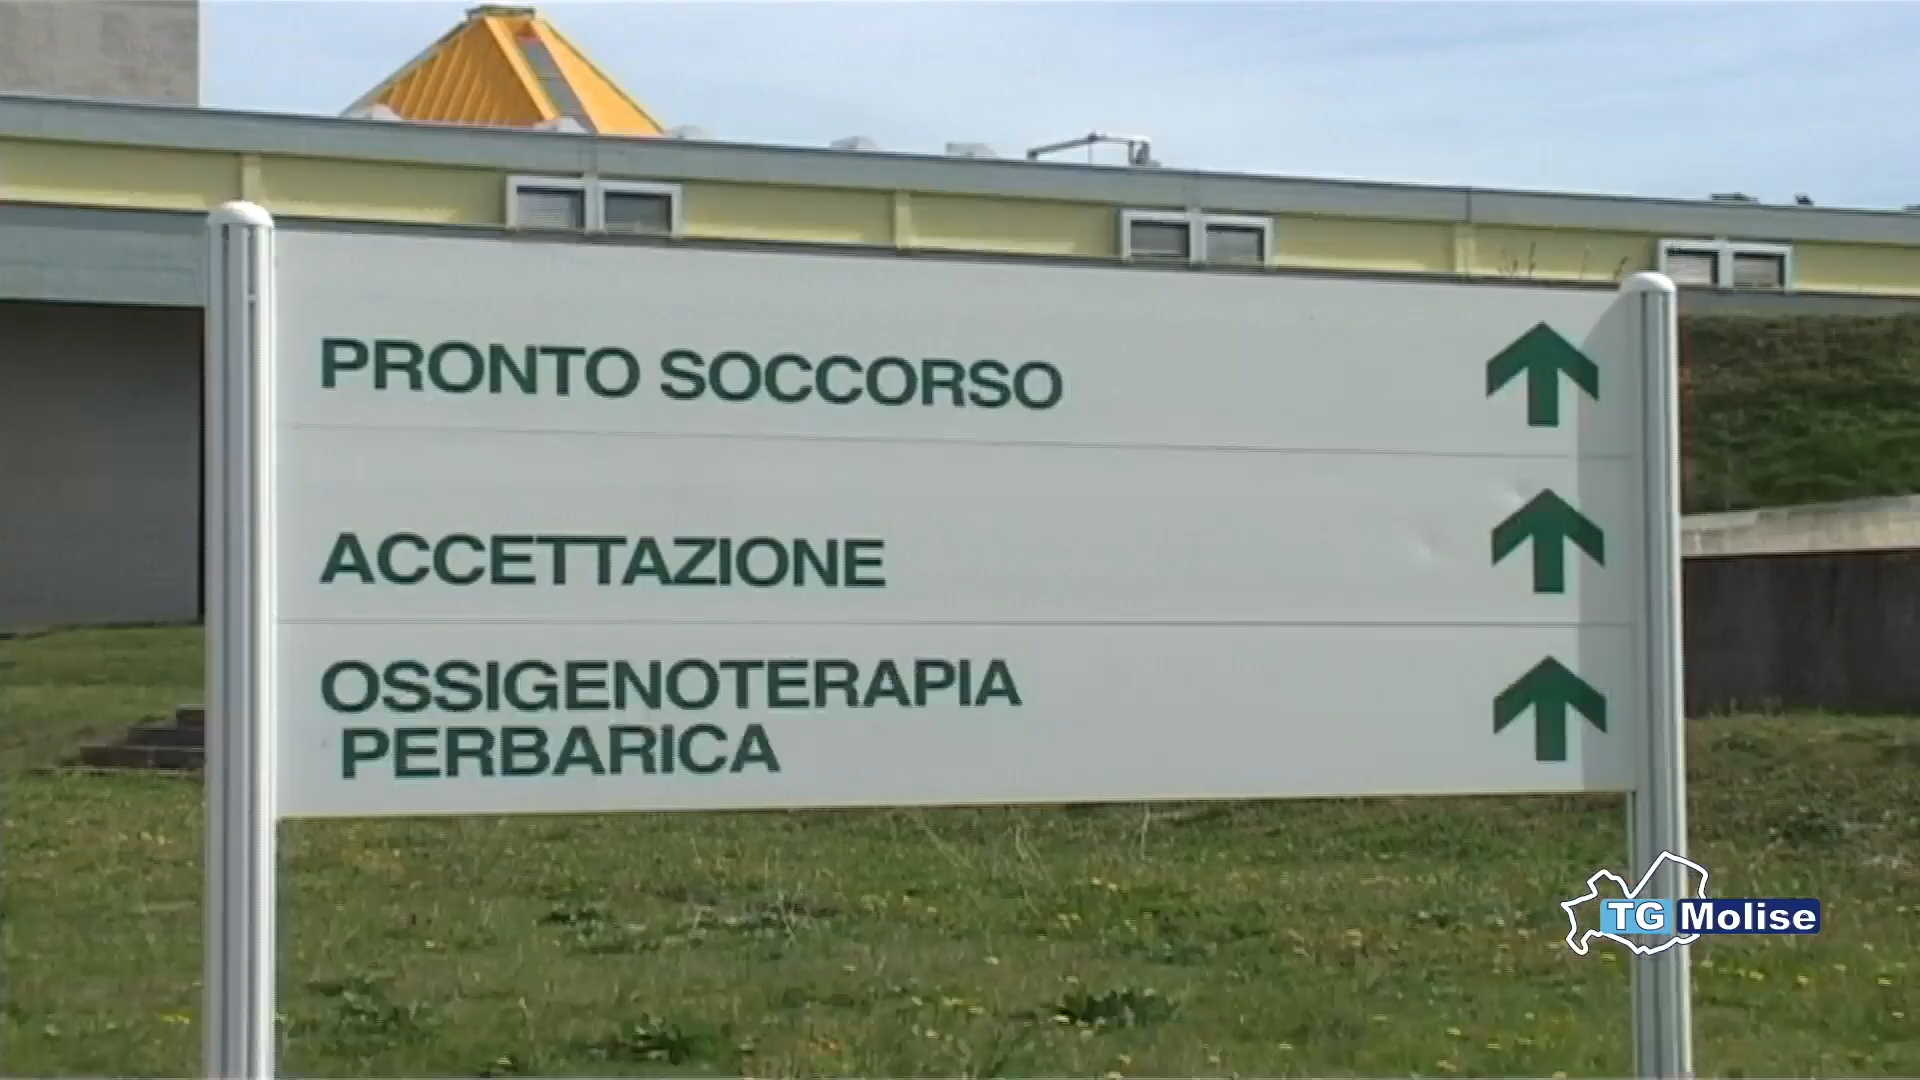 PRONTO SOCCORSO
ACCETTAZIONE
OSSIGENOTERAPIA
PERBARICA
TG Molise